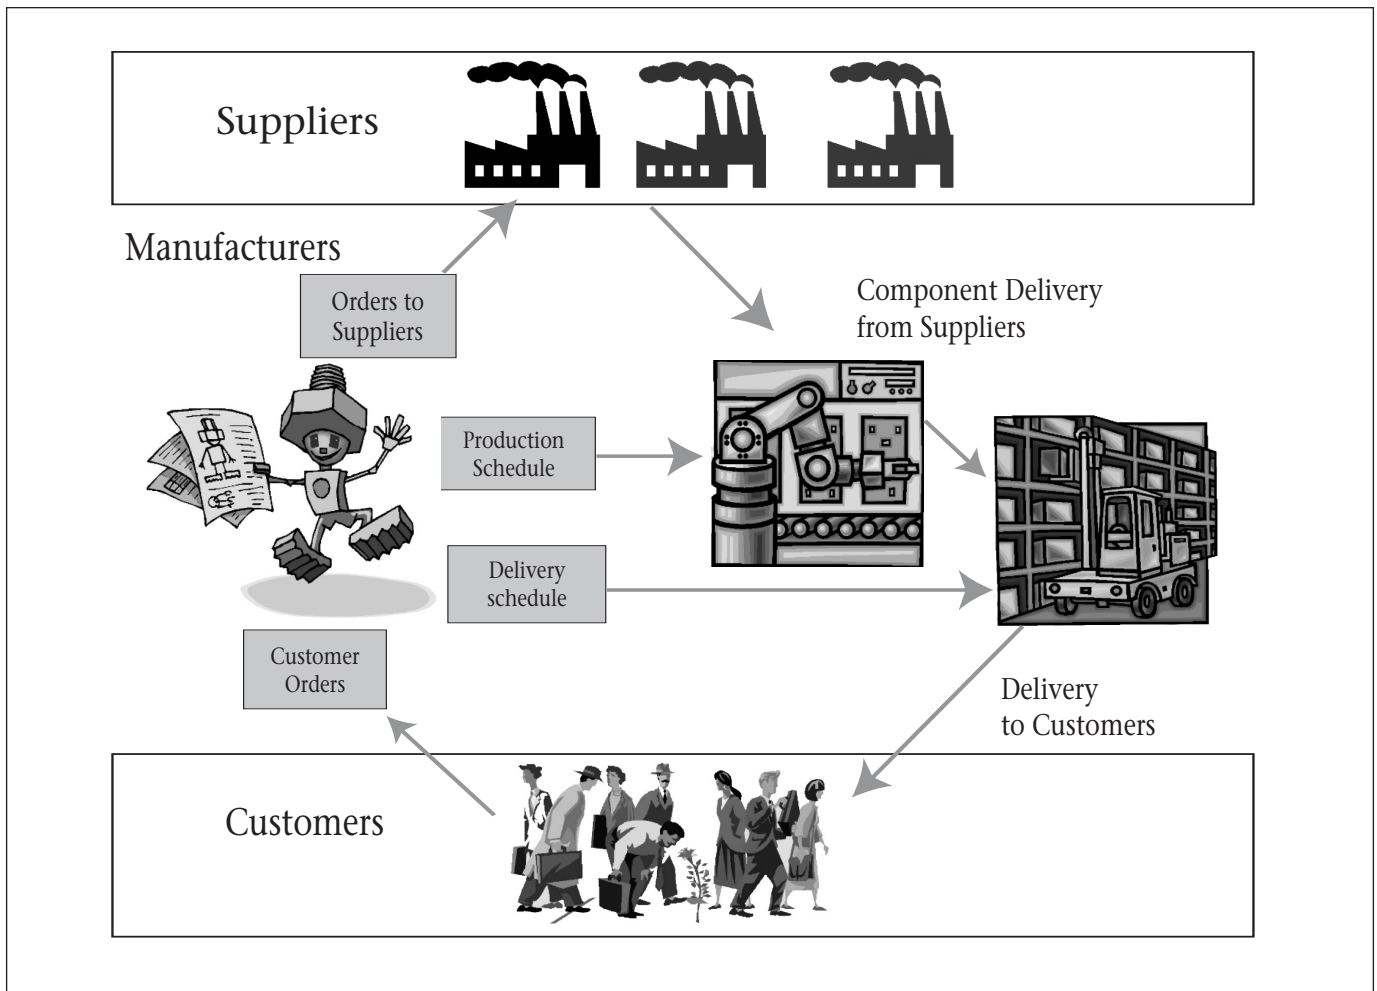 Suppliers
Manufacturers
Orders to
Suppliers
Component Delivery
from Suppliers
Production
Schedule
Delivery
schedule
Customer
Orders
Delivery
to Customers
Customers